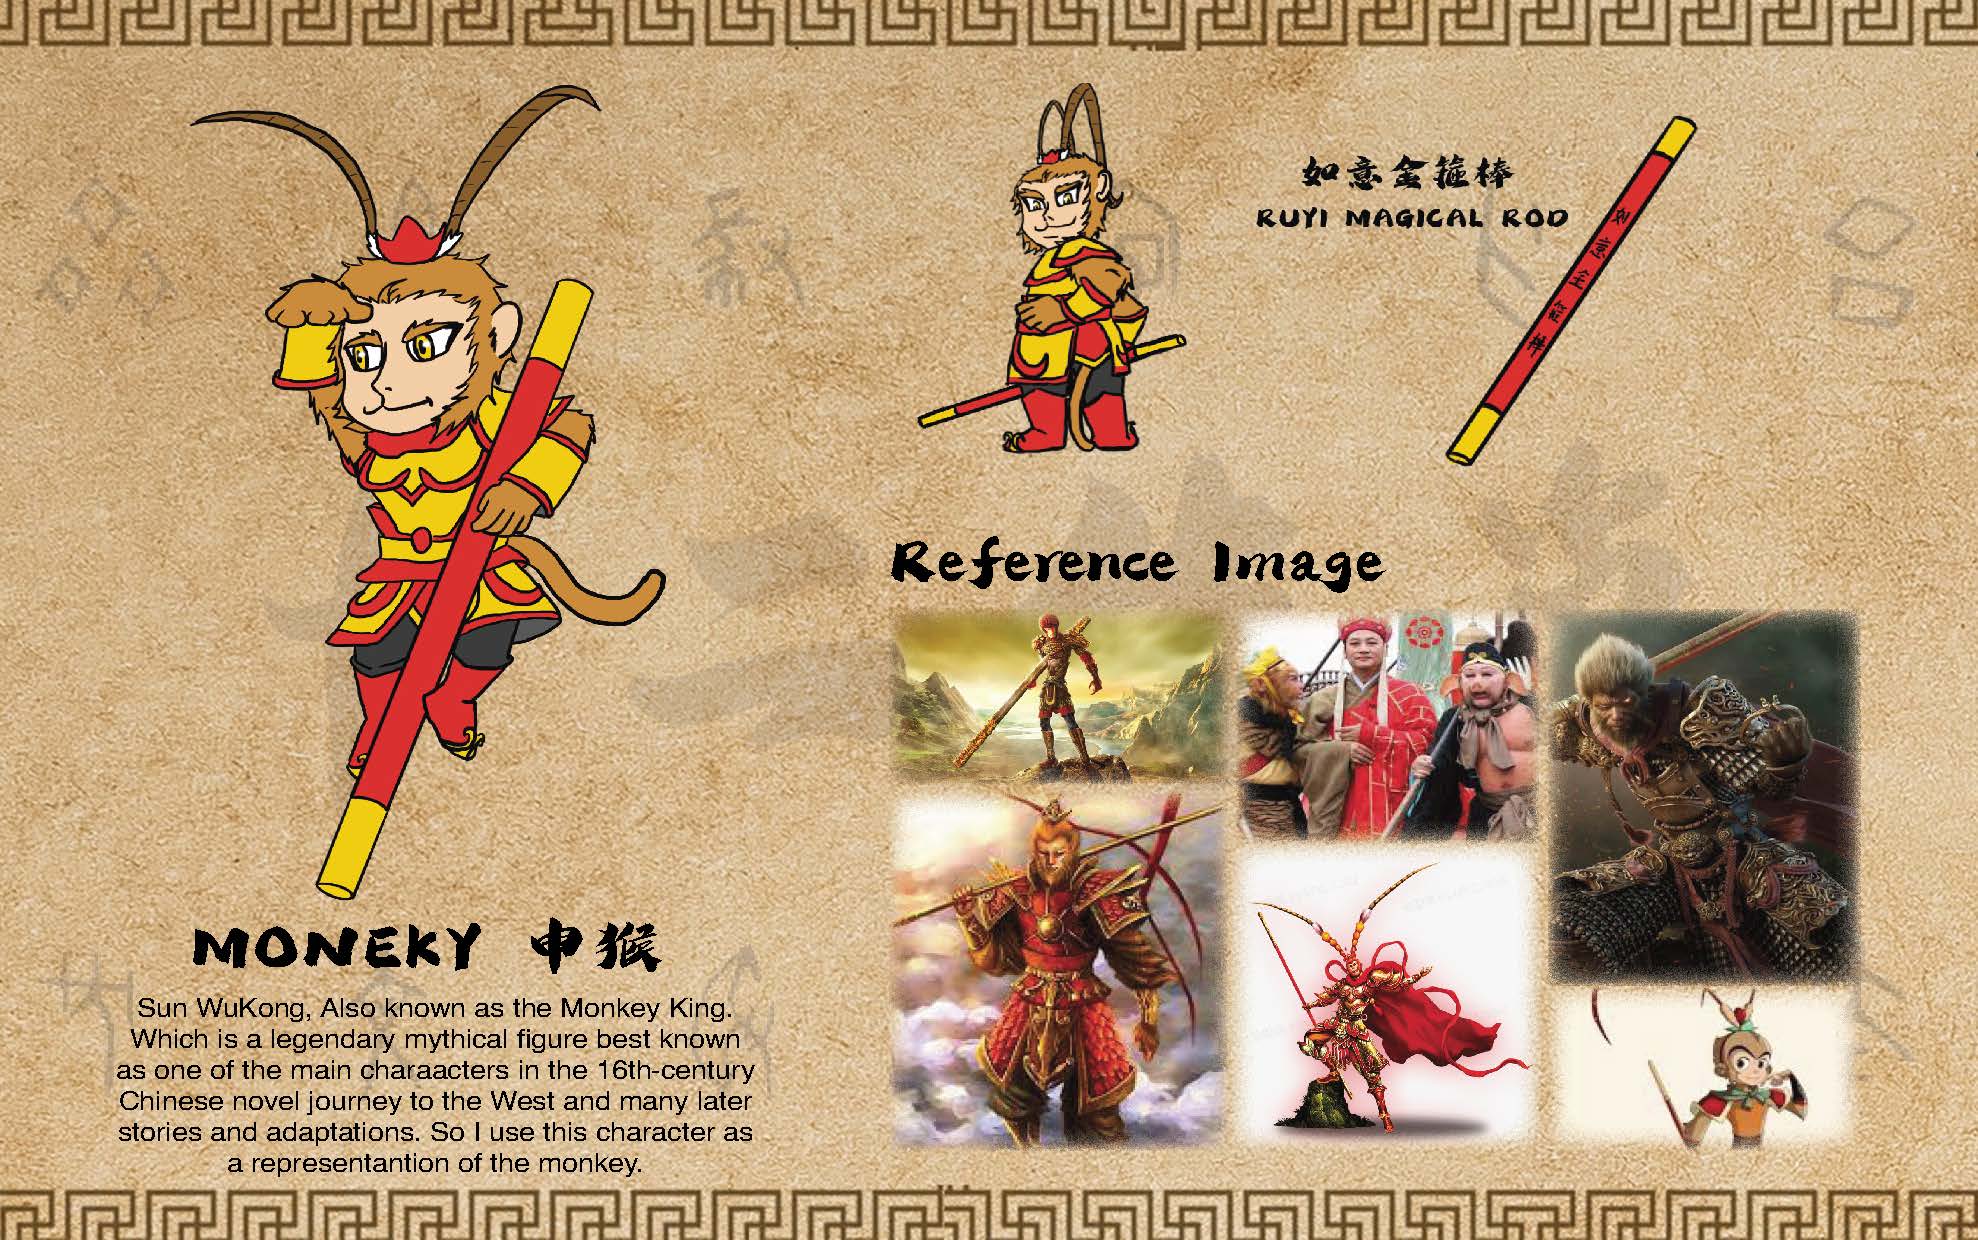 如意金箍棒
RUYI MAGICAL ROD
Reference Image
MONEKY 申猴
Sun WuKong, Also known as the Monkey King.
Which is a legendary mythical figure best known
as one of the main charaacters in the 16th-century
Chinese novel journey to the West and many later
stories and adaptations. So I use this character as
a representantion of the monkey.